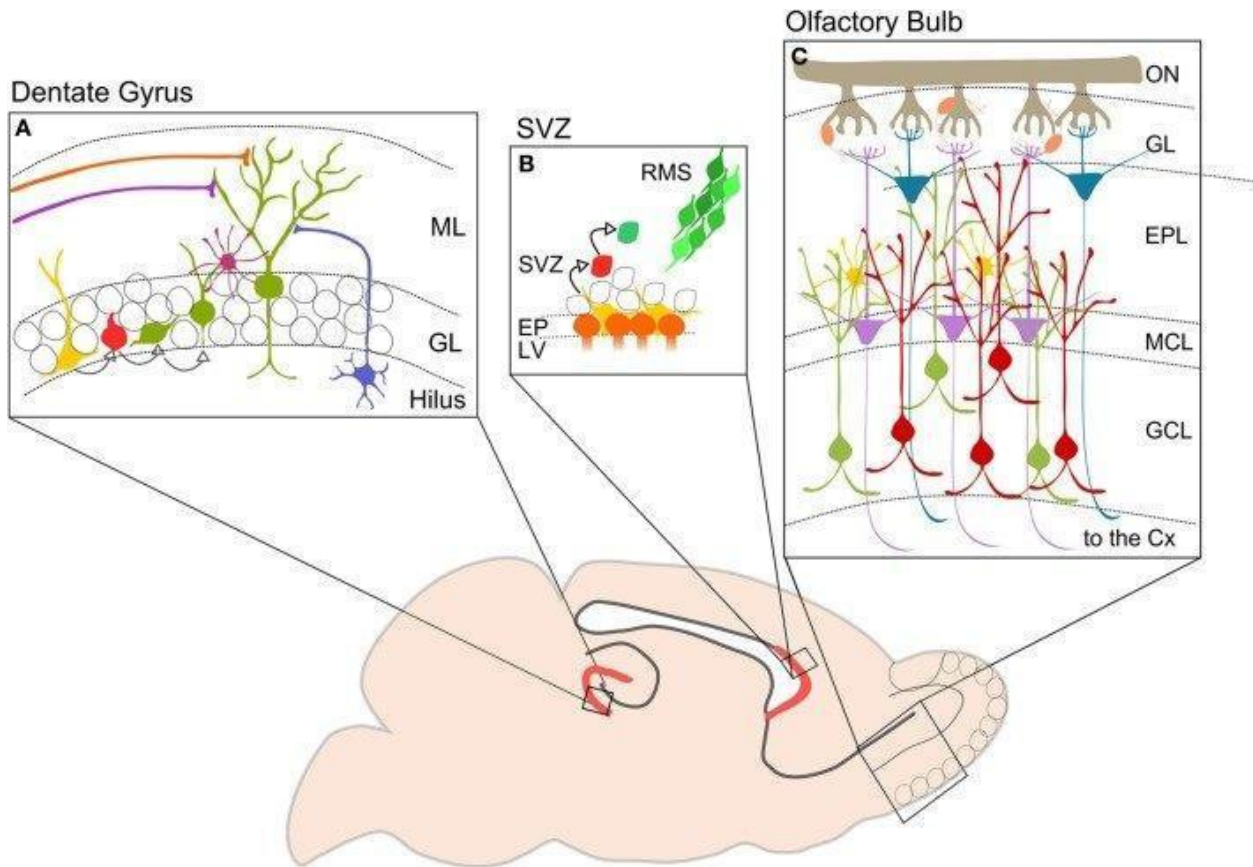 Dentate Gyrus
A
ML
GL
Hilus
SVZ
B
RMS
SVZ
EP
LV
Olfactory Bulb
C
ON
GL
EPL
MCL
GCL
to the Cx